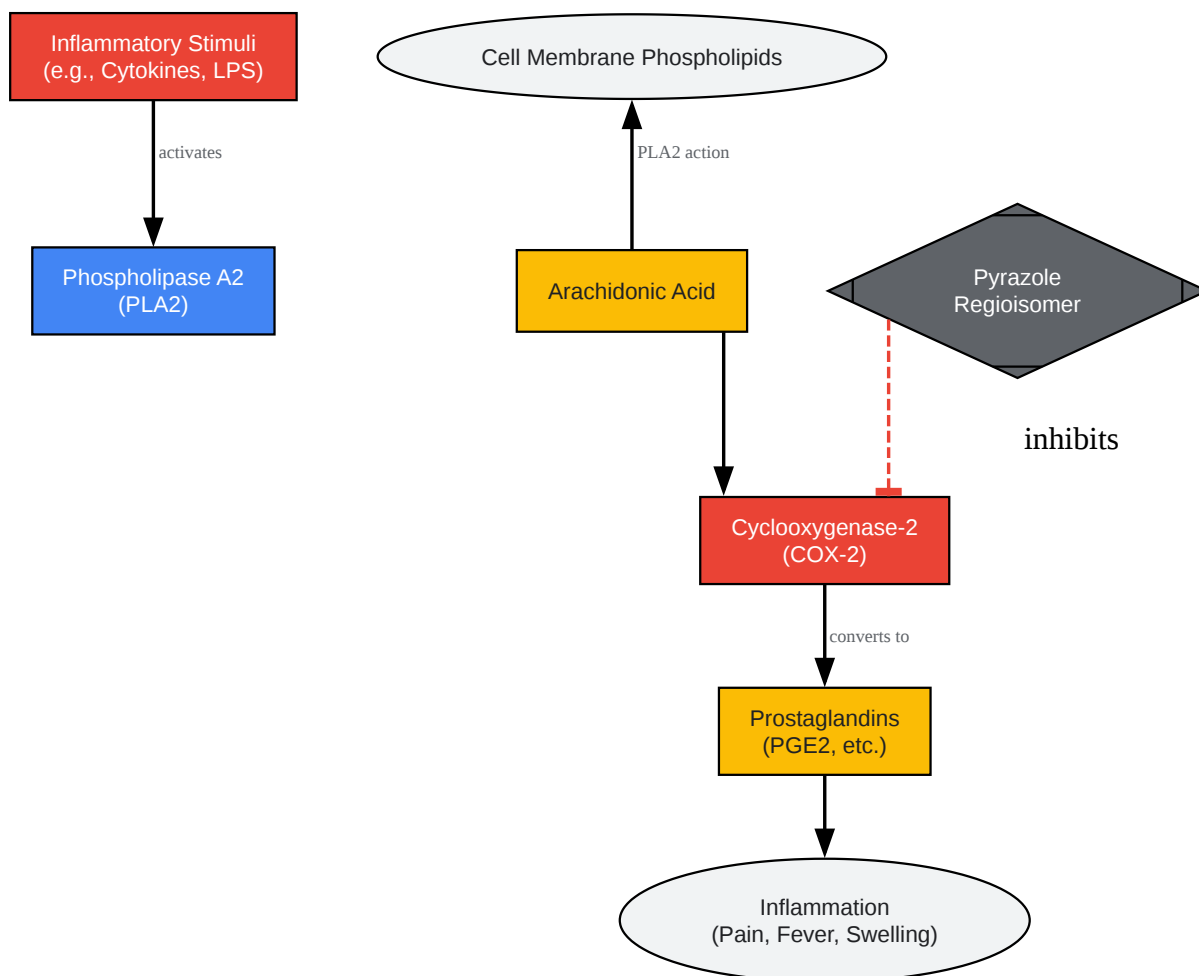 Inflammatory Stimuli
(e.g., Cytokines, LPS)
Cell Membrane Phospholipids
activates
PLA2 action
Phospholipase A2
(PLA2)
Arachidonic Acid
Pyrazole
Regioisomer
inhibits
Cyclooxygenase-2
(COX-2)
converts to
Prostaglandins
(PGE2, etc.)
Inflammation
(Pain, Fever, Swelling)